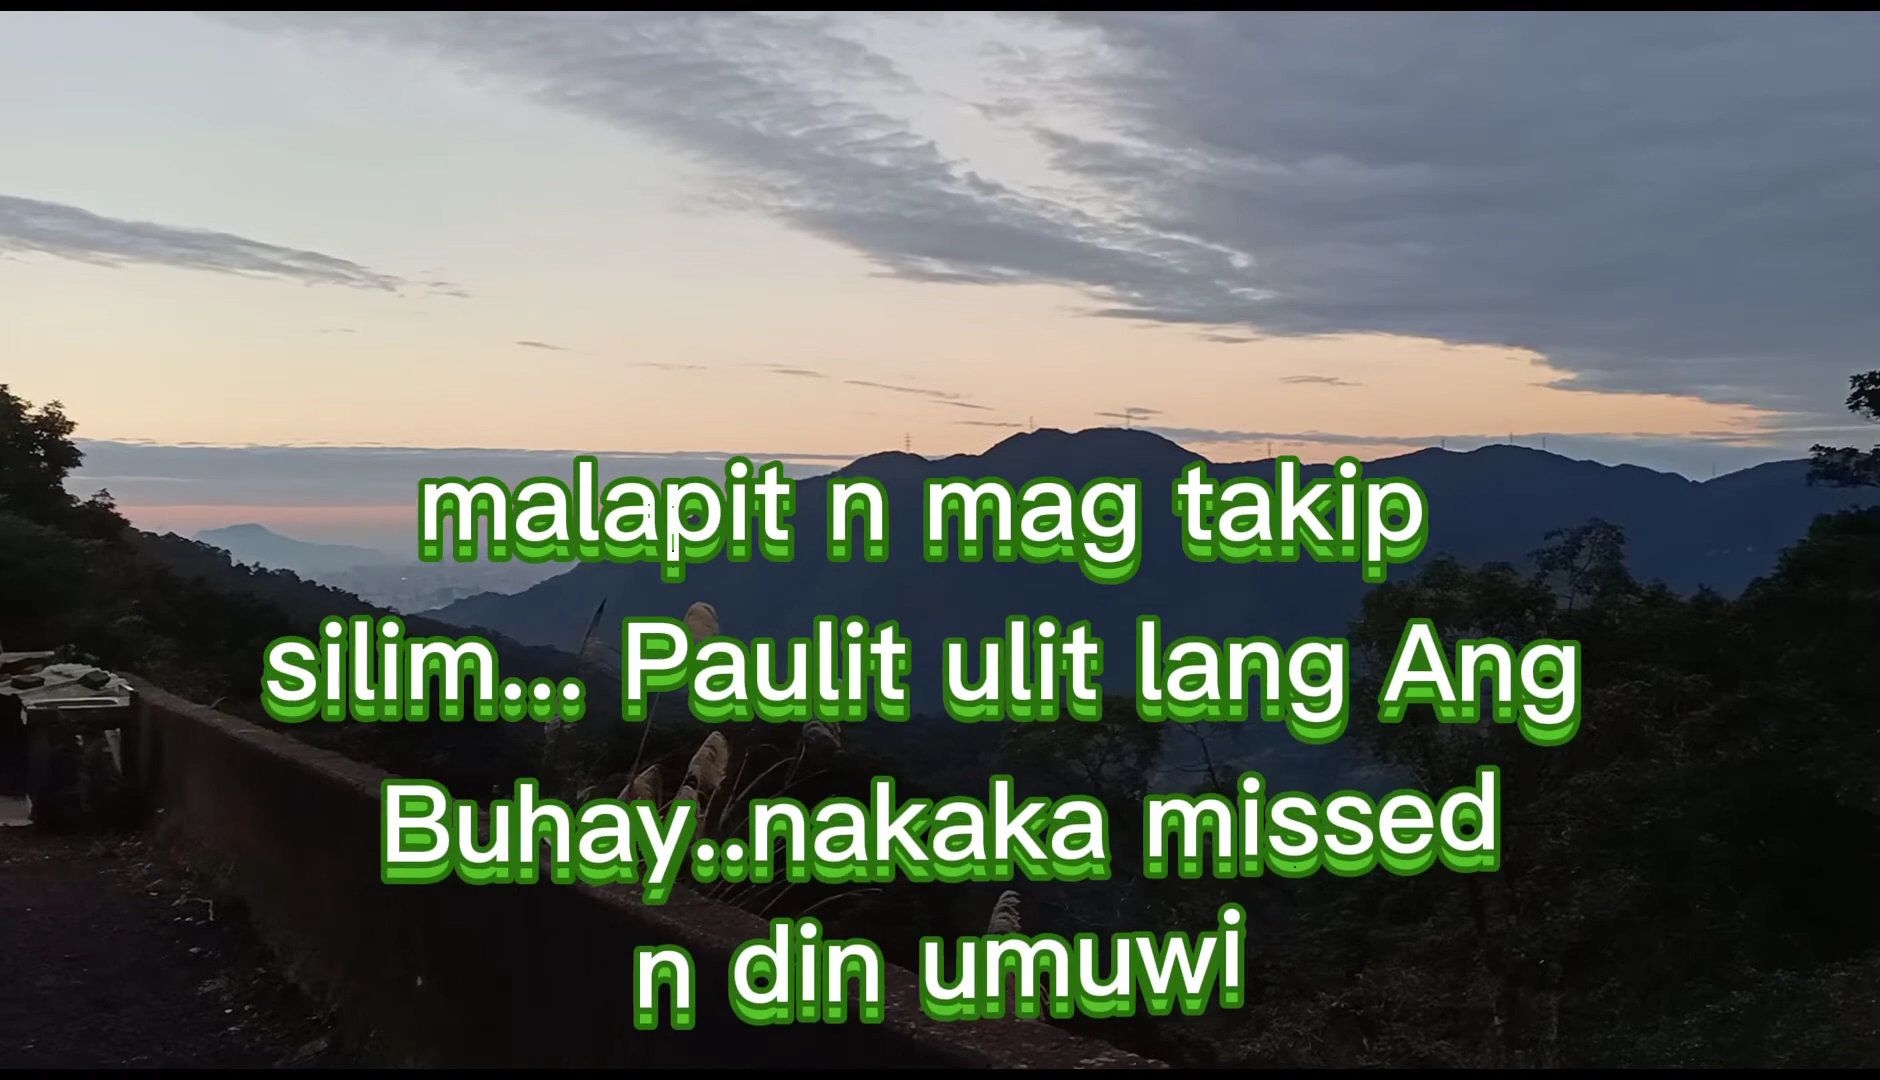 malapit n mag takip
silim... Paulit ulit lang Ang
Buhay..nakaka missed
n din umuwi